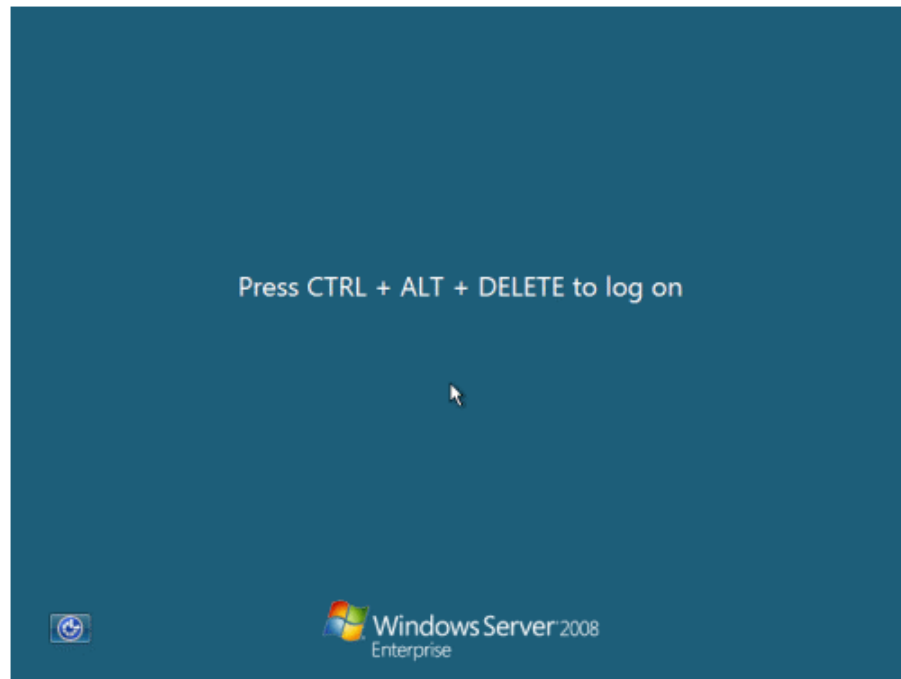 Press CTRL + ALT + DELETE to log on
Windows Server 2008
Enterprise